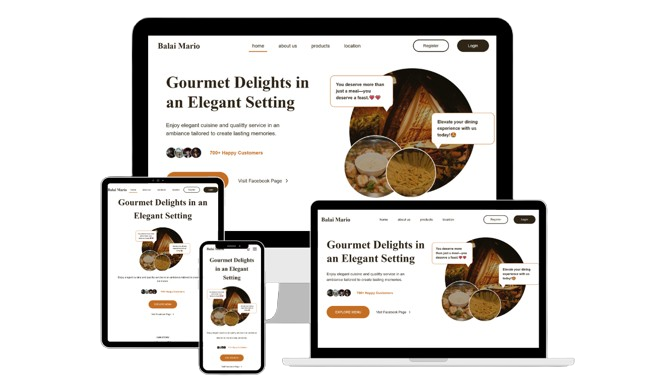 Balai Mario
home
about us
products
location
Register
Login
Gourmet Delights in
an Elegant Setting
Enjoy elegant cuisine and quality service in an
ambiance tailored to create lasting memories.
700+ Happy Customers
Visit Facebook Page >
You deserve more than
just a meal—you
deserve a feast.❤️❤️
Elevate your dining
experience with us
today!🥰
Balai Mario
Gourmet Delights in an
Elegant Setting
Balai Mario
Gourmet Delights
in an Elegant
Setting
Balai Mario
home
about us
products
location
Register
Login
Gourmet Delights in
an Elegant Setting
Enjoy elegant cuisine and quality service in an
ambiance tailored to create lasting memories.
700+ Happy Customers
EXPLORE MENU
Visit Facebook Page >
You deserve more than
just a meal—you
deserve a feast.❤️❤️
Elevate your dining
experience with us
today!🥰